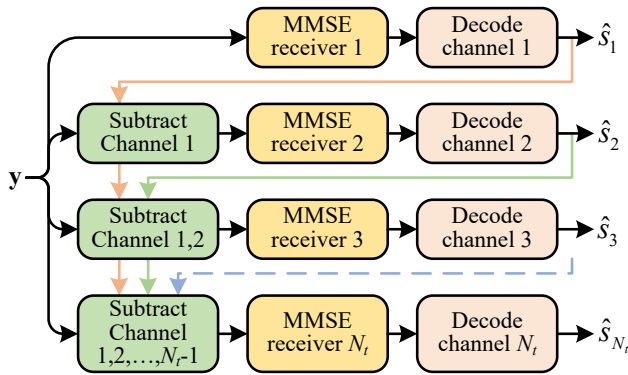 MMSE
receiver 1
Decode
channel 1
ŝ₁
Subtract
Channel 1
MMSE
receiver 2
Decode
channel 2
ŝ₂
y
Subtract
Channel 1,2
MMSE
receiver 3
Decode
channel 3
ŝ₃
Subtract
Channel
1,2,…,Nₜ-1
MMSE
receiver Nₜ
Decode
channel Nₜ
ŝ_{Nₜ}